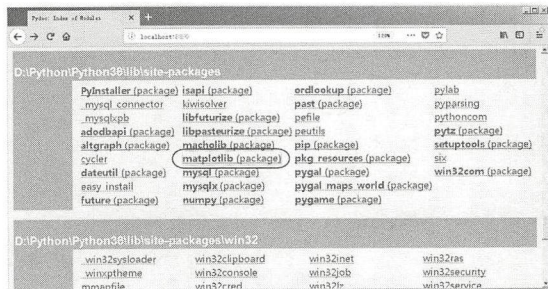 Pydoc: Index of Modules
localhost
120%
D:\Python\Python36\lib\site-packages
PyInstaller (package) isapi (package) ordlookup (package) pylab
_mysql_connector kiwisolver past (package) pyparsing
_mysqlxpb libfuturize (package) pefile pythoncom
adodbapi (package) libpasteurize (package) peutils pytz (package)
altgraph (package) macholib (package) pip (package) setuptools (package)
cycler matplotlib (package) pkg_resources (package) six
dateutil (package) mysql (package) pygal (package) win32com (package)
easy_install mysqlx (package) pygal_maps_world (package)
future (package) numpy (package) pygame (package)
D:\Python\Python36\lib\site-packages\win32
_win32sysloader win32clipboard win32inet win32ras
_winxptheme win32console win32job win32security
mmapfile win32cred win32lz win32service